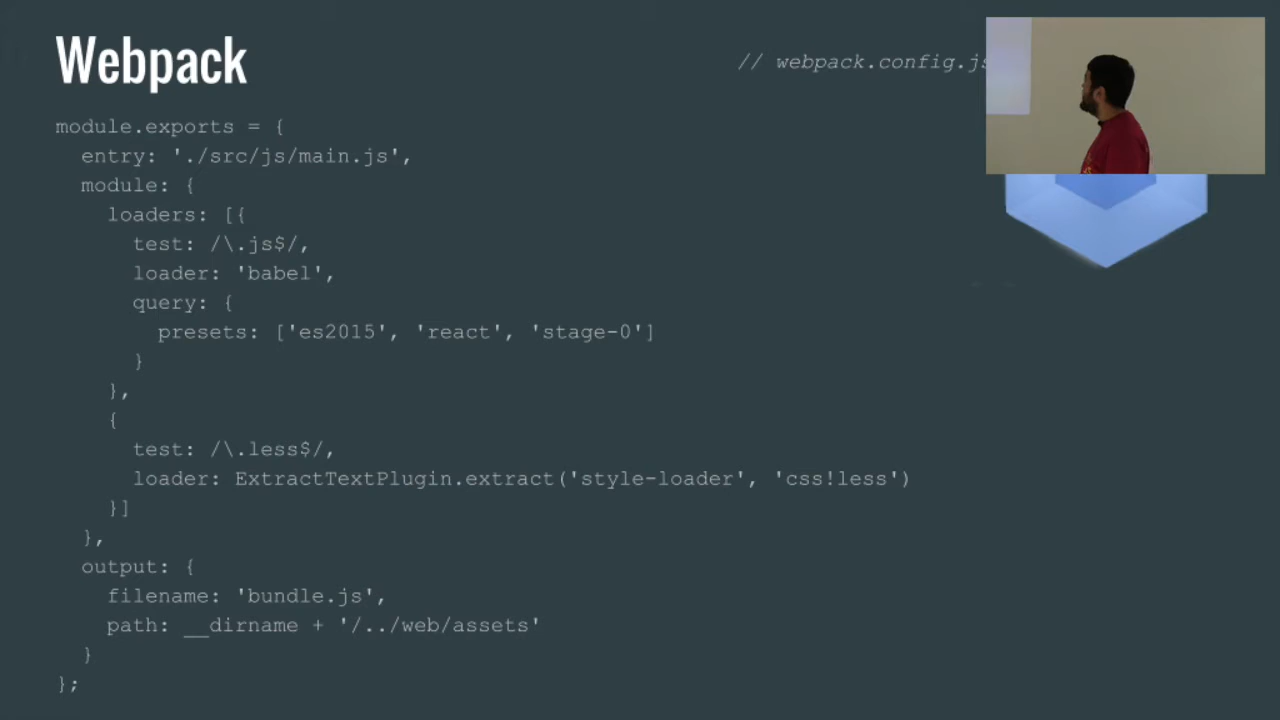 Webpack
// webpack.config.js
module.exports = {
  entry: './src/js/main.js',
  module: {
    loaders: [{
      test: /\.js$/,
      loader: 'babel',
      query: {
        presets: ['es2015', 'react', 'stage-0']
      }
    },
    {
      test: /\.less$/,
      loader: ExtractTextPlugin.extract('style-loader', 'css!less')
    }]
  },
  output: {
    filename: 'bundle.js',
    path: __dirname + '/../web/assets'
  }
};